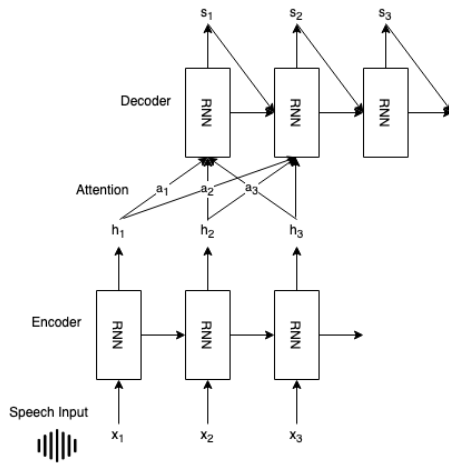 s1 s2 s3
Decoder RNN RNN RNN
Attention a1 a2 a3
h1 h2 h3
Encoder RNN RNN RNN
Speech Input
x1 x2 x3